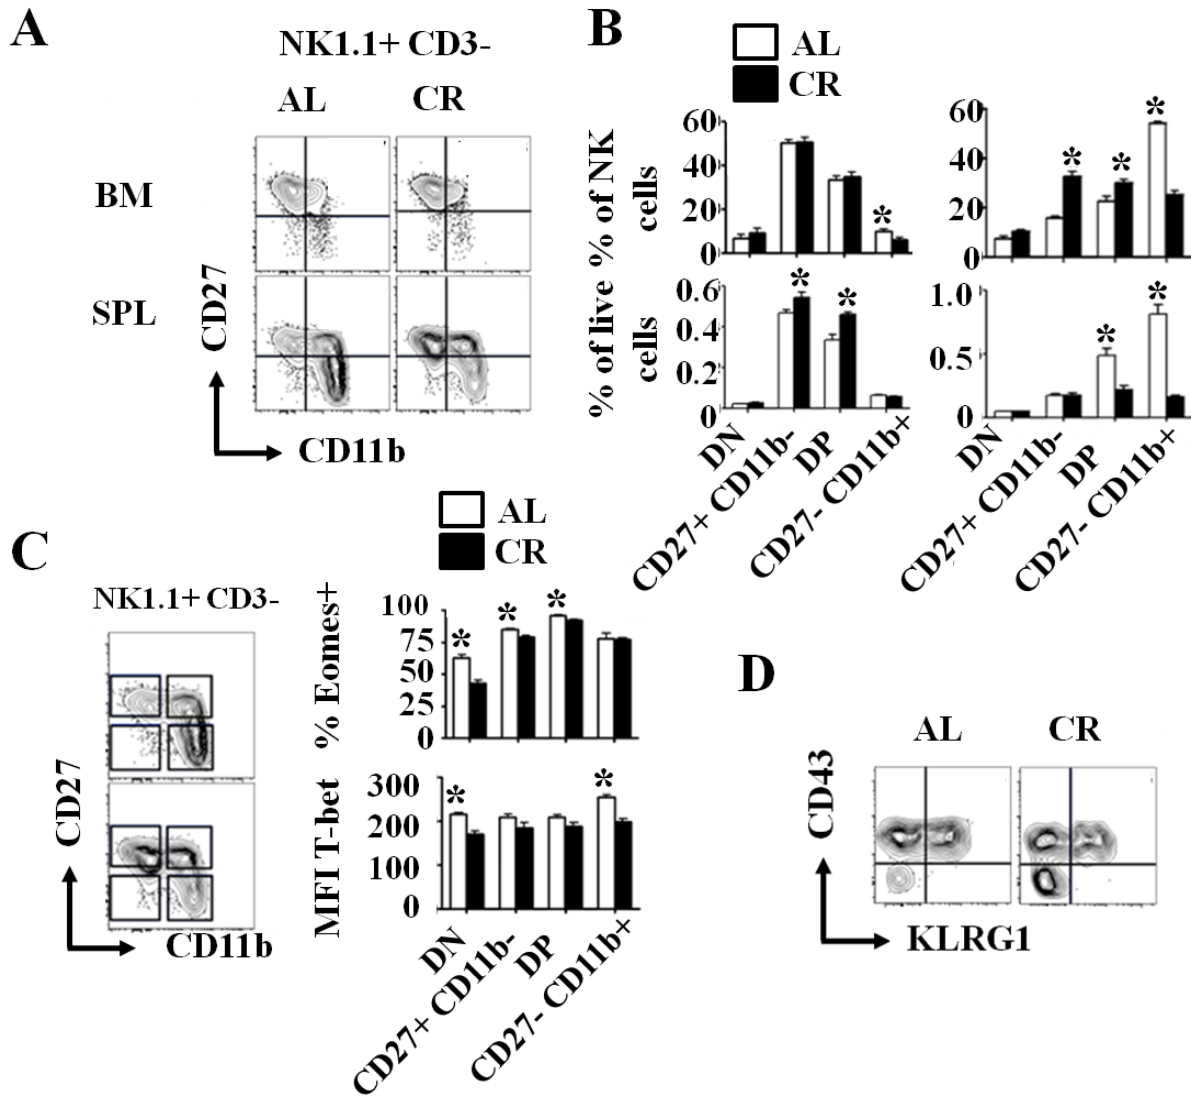 A
NK1.1+ CD3-
AL
CR
BM
SPL
CD27
CD11b
B
AL
CR
% of NK
cells
% of live
cells
60
40
20
0
*
60
40
20
0
*
*
*
0.6
0.4
0.2
0
*
*
1.0
0.5
0
*
*
DN
CD27+ CD11b-
DP
CD27- CD11b+
DN
CD27+ CD11b-
DP
CD27- CD11b+
C
NK1.1+ CD3-
CD27
CD11b
AL
CR
% Eomes+
100
75
50
25
0
*
*
*
MFI T-bet
300
200
100
0
*
*
DN
CD27+ CD11b-
DP
CD27- CD11b+
D
AL
CR
CD43
KLRG1